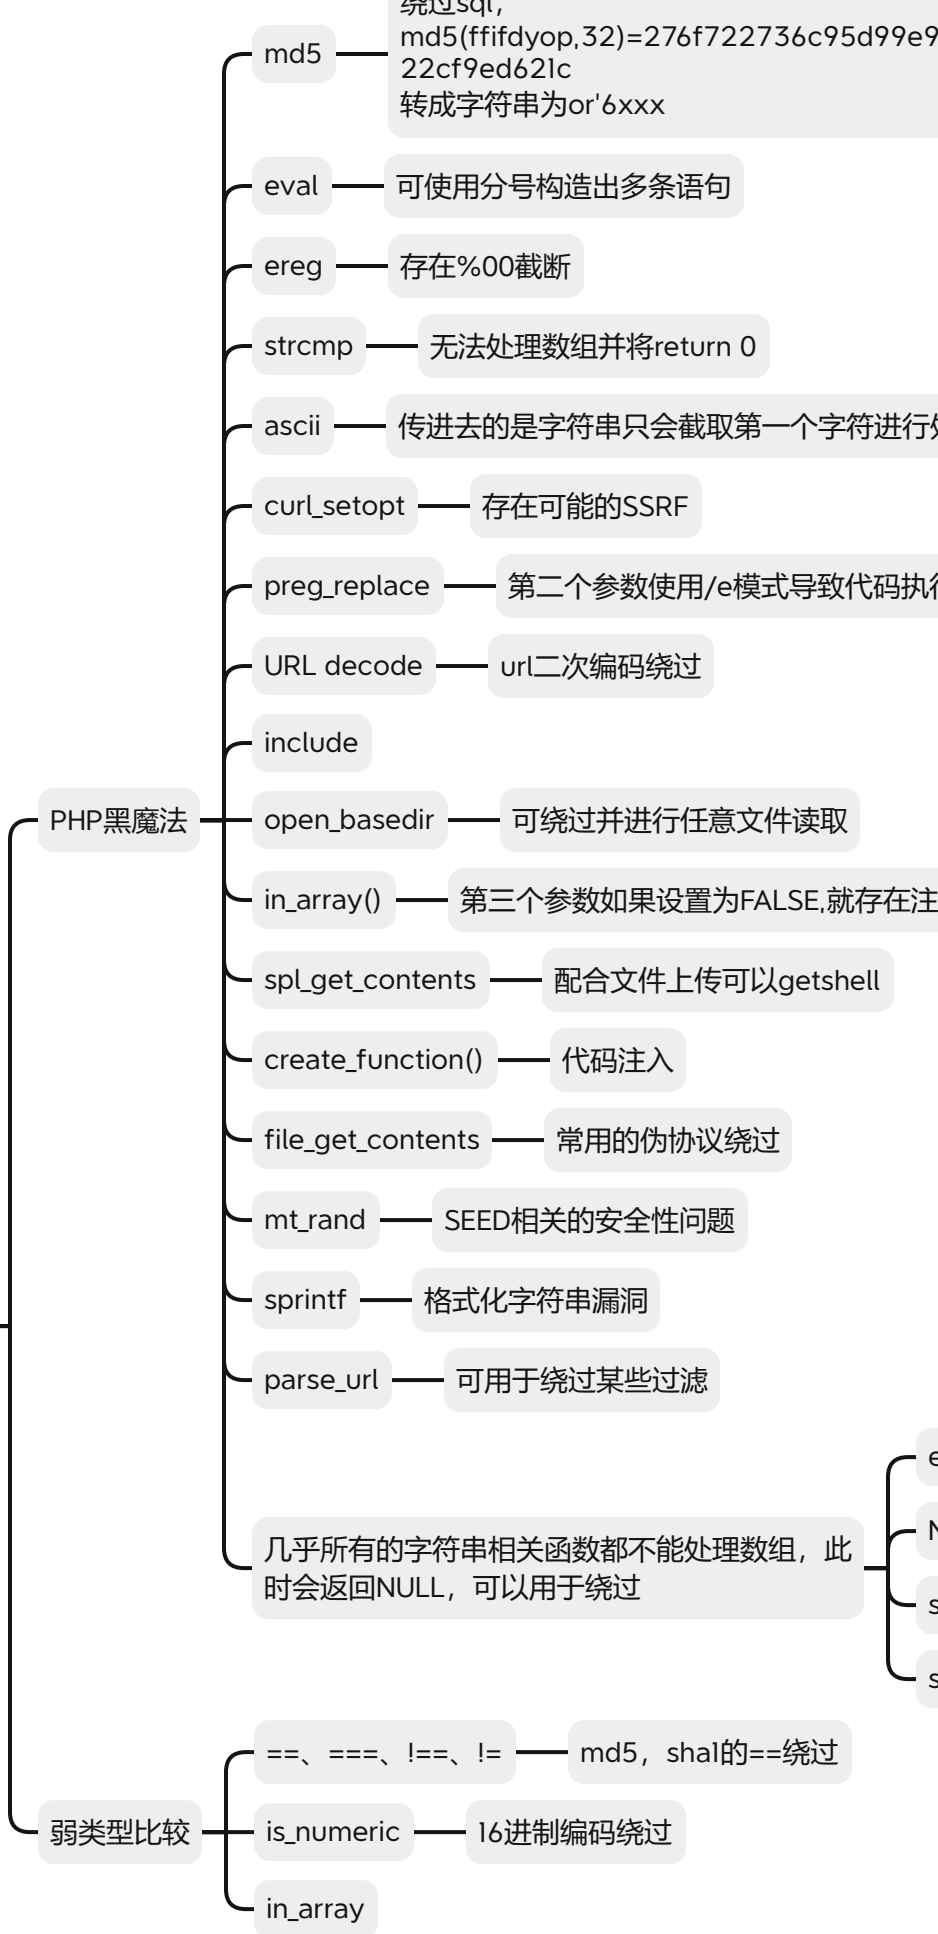 绕过sql，
md5
md5(ffifdyop,32)=276f722736c95d99e9
22cf9ed621c
转成字符串为or'6xxx
eval
可使用分号构造出多条语句
ereg
存在%00截断
strcmp
无法处理数组并将return 0
ascii
传进去的是字符串只会截取第一个字符进行处
curl_setopt
存在可能的SSRF
preg_replace
第二个参数使用/e模式导致代码执行
URL decode
url二次编码绕过
include
PHP黑魔法
open_basedir
可绕过并进行任意文件读取
in_array()
第三个参数如果设置为FALSE,就存在注
spl_get_contents
配合文件上传可以getshell
create_function()
代码注入
file_get_contents
常用的伪协议绕过
mt_rand
SEED相关的安全性问题
sprintf
格式化字符串漏洞
parse_url
可用于绕过某些过滤
几乎所有的字符串相关函数都不能处理数组，此
时会返回NULL，可以用于绕过
弱类型比较
==、===、!==、!=
md5，sha1的==绕过
is_numeric
16进制编码绕过
in_array